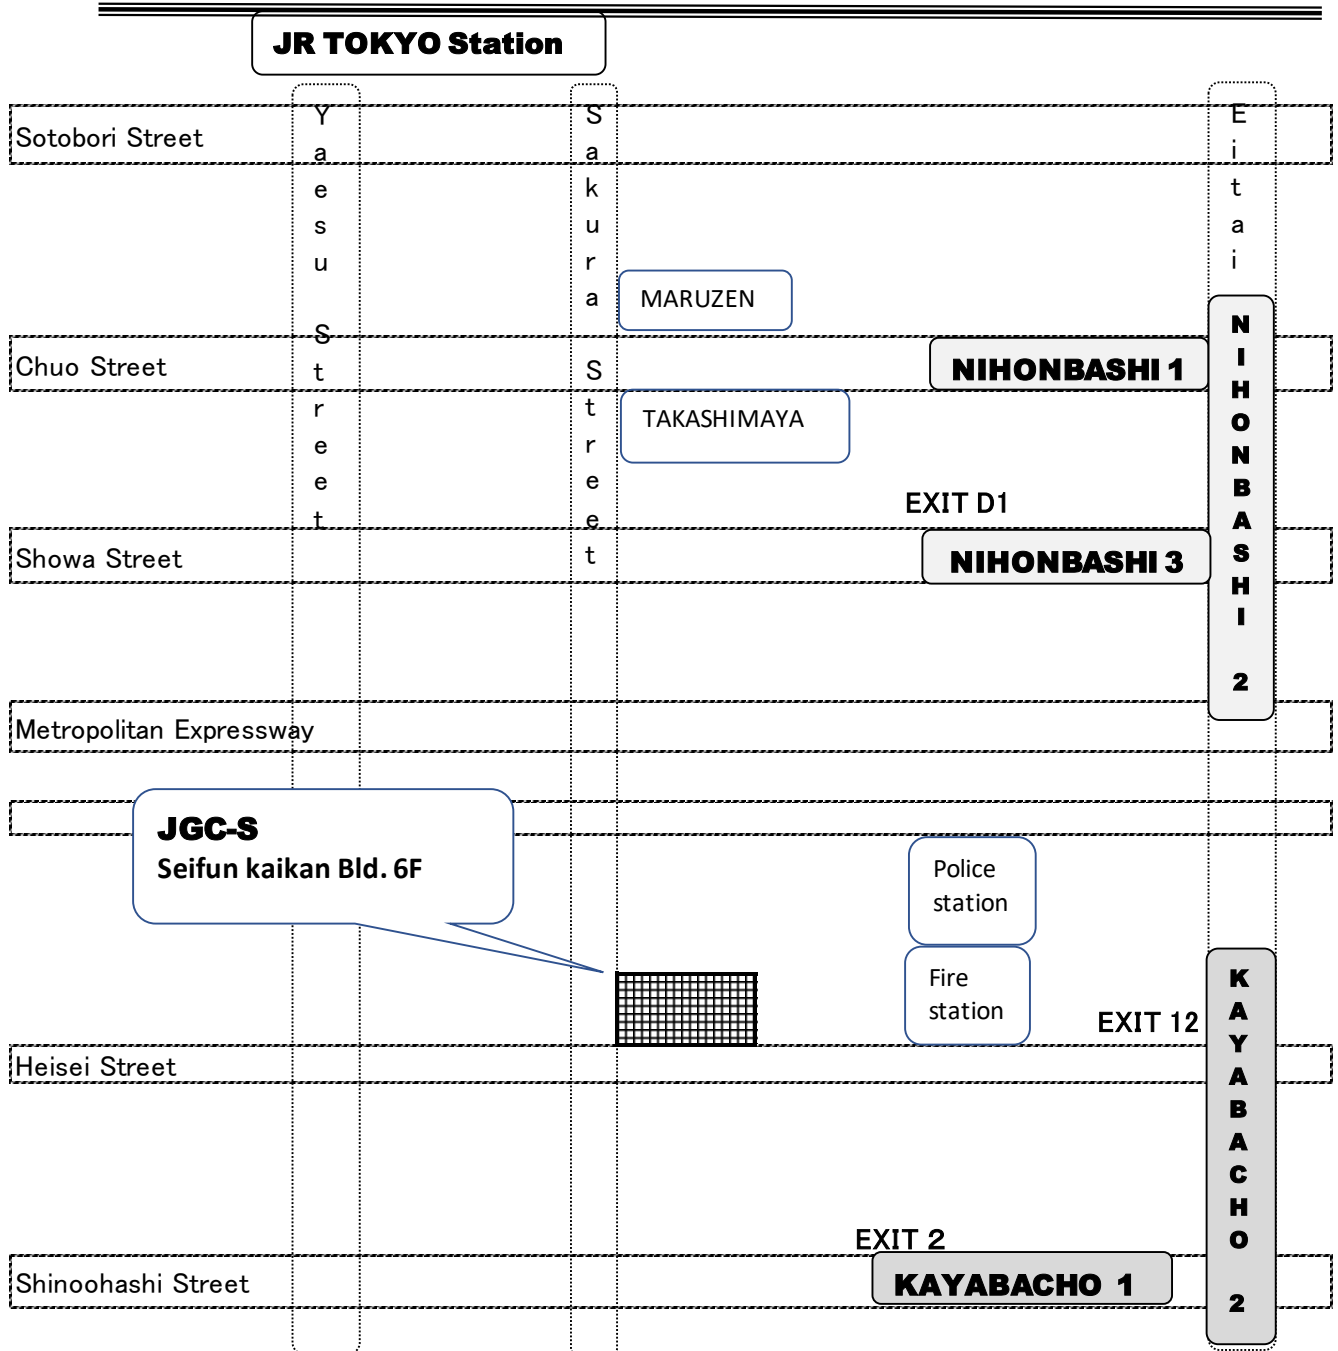 JR TOKYO Station
Yaesu Street
Sakura Street
Eitai
Sotobori Street
MARUZEN
Chuo Street
NIHONBASHI 1
NIHONBASHI 2
TAKASHIMAYA
EXIT D1
Showa Street
NIHONBASHI 3
Metropolitan Expressway
JGC-S
Seifun kaikan Bld. 6F
Police
station
Fire
station
EXIT 12
KAYABACHO 2
Heisei Street
EXIT 2
Shinoohashi Street
KAYABACHO 1